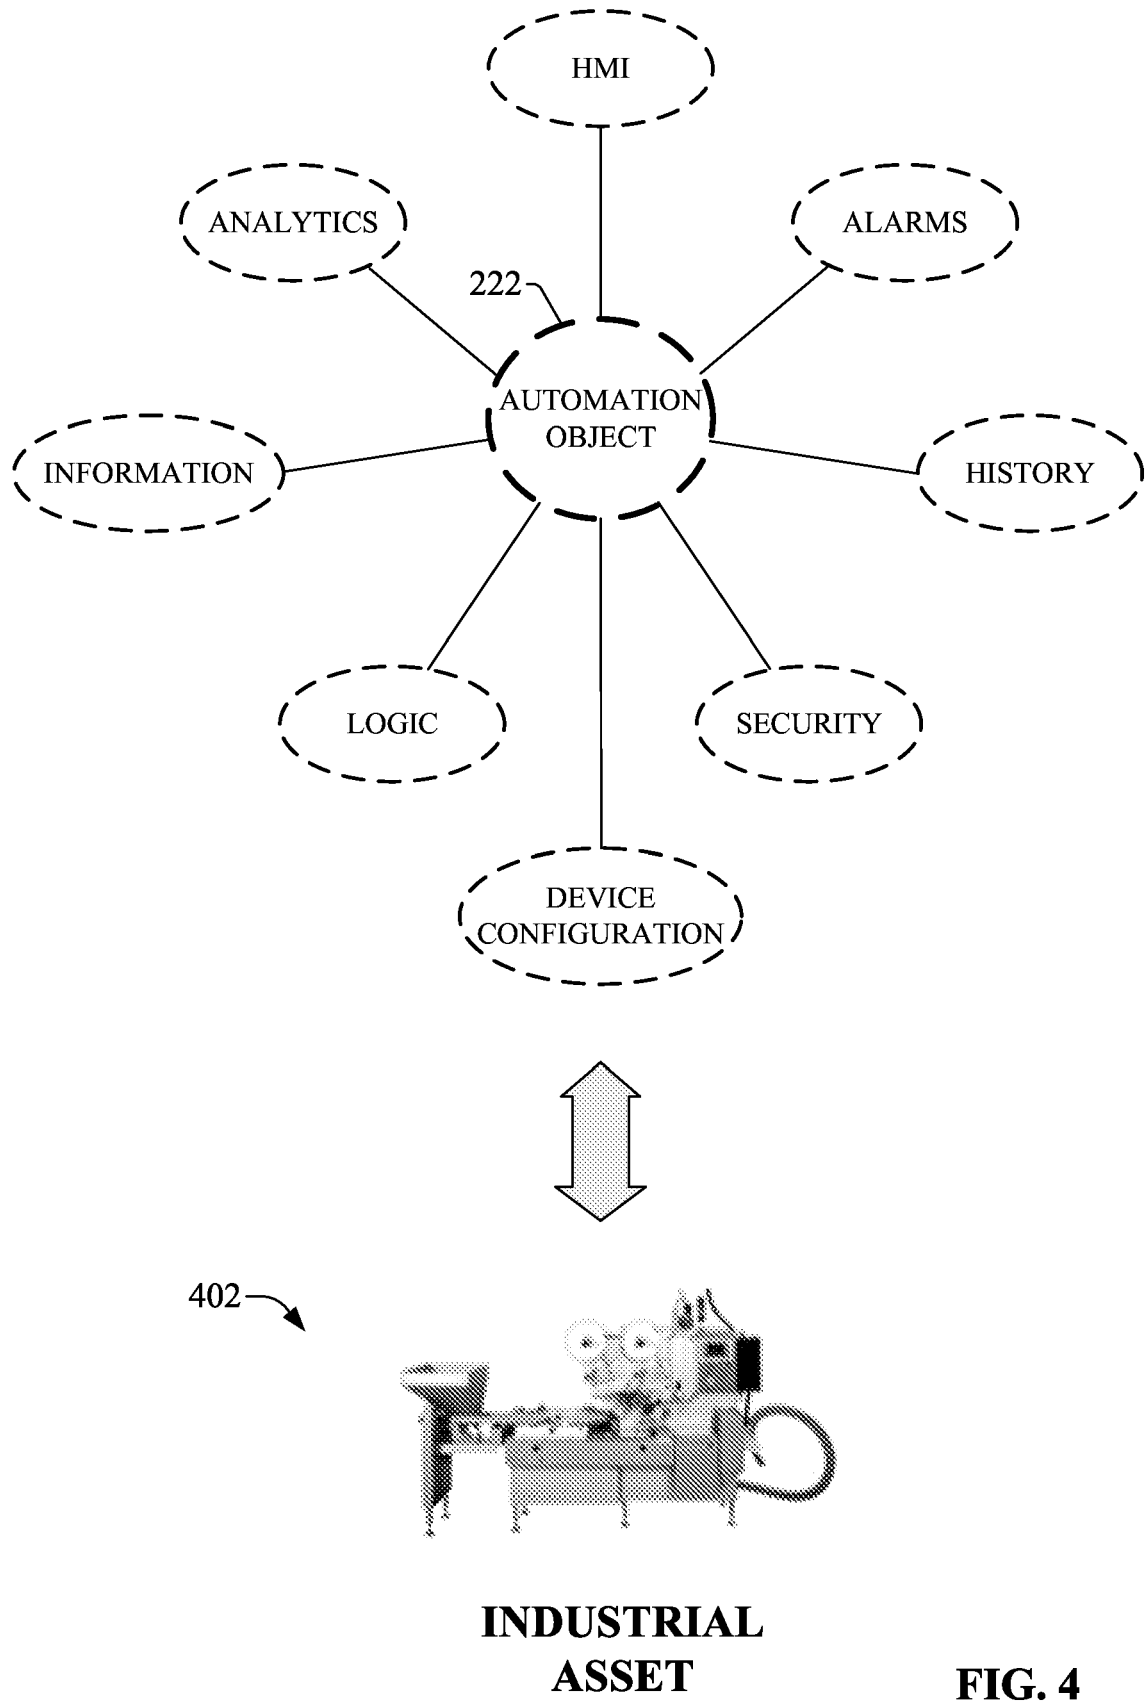 HMI
ANALYTICS
ALARMS
222
AUTOMATION
OBJECT
INFORMATION
HISTORY
LOGIC
SECURITY
DEVICE
CONFIGURATION
402
INDUSTRIAL
ASSET
FIG. 4